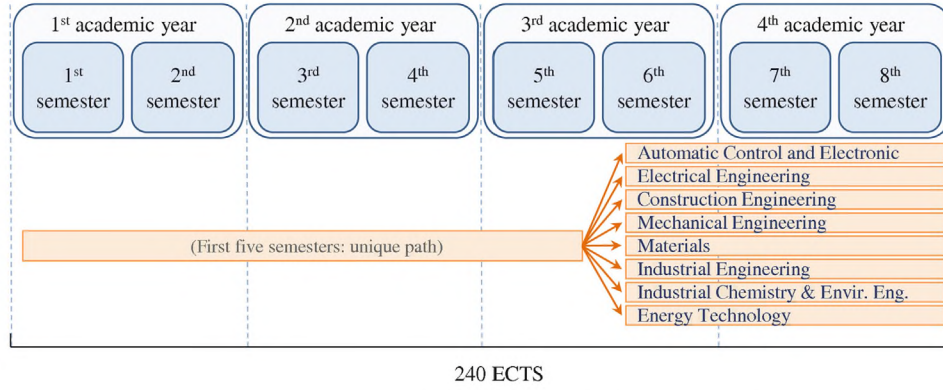 1st academic year
2nd academic year
3rd academic year
4th academic year
1st semester
2nd semester
3rd semester
4th semester
5th semester
6th semester
7th semester
8th semester
Automatic Control and Electronic
Electrical Engineering
Construction Engineering
Mechanical Engineering
(First five semesters: unique path)
Materials
Industrial Engineering
Industrial Chemistry & Envir. Eng.
Energy Technology
240 ECTS